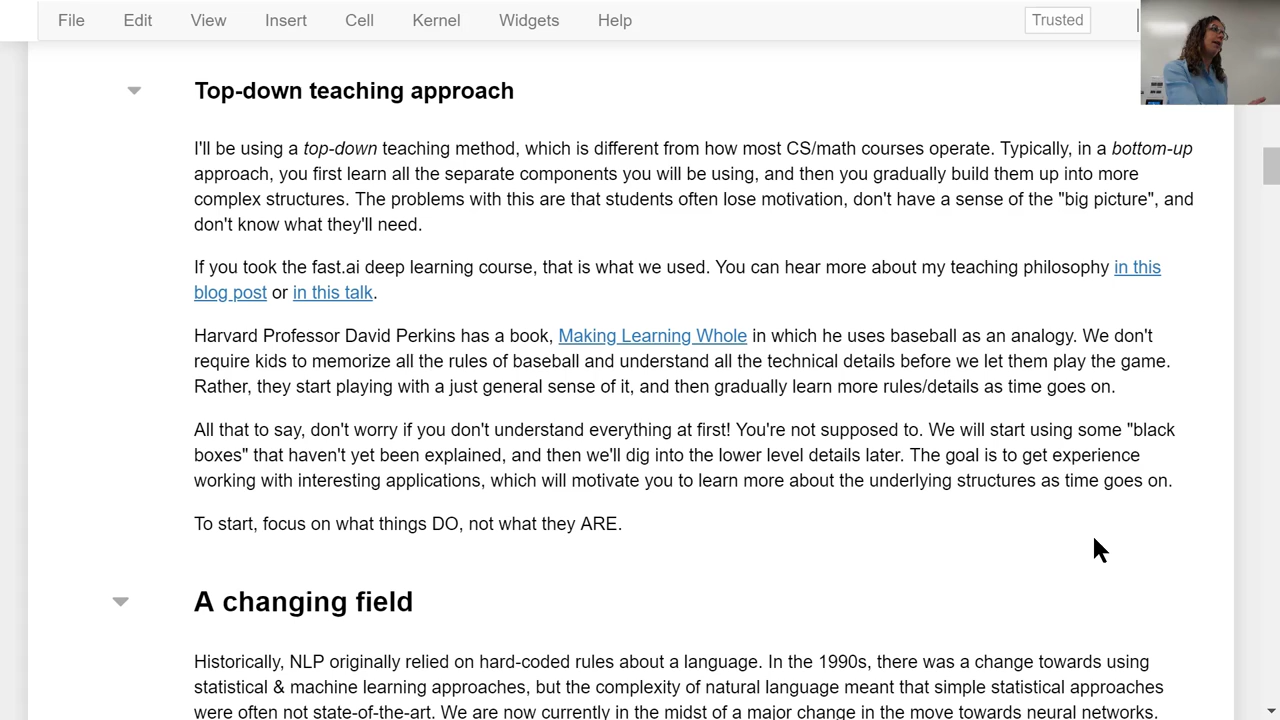 File Edit View Insert Cell Kernel Widgets Help Trusted
Top-down teaching approach
I'll be using a top-down teaching method, which is different from how most CS/math courses operate. Typically, in a bottom-up
approach, you first learn all the separate components you will be using, and then you gradually build them up into more
complex structures. The problems with this are that students often lose motivation, don't have a sense of the "big picture", and
don't know what they'll need.
If you took the fast.ai deep learning course, that is what we used. You can hear more about my teaching philosophy in this
blog post or in this talk.
Harvard Professor David Perkins has a book, Making Learning Whole in which he uses baseball as an analogy. We don't
require kids to memorize all the rules of baseball and understand all the technical details before we let them play the game.
Rather, they start playing with a just general sense of it, and then gradually learn more rules/details as time goes on.
All that to say, don't worry if you don't understand everything at first! You're not supposed to. We will start using some "black
boxes" that haven't yet been explained, and then we'll dig into the lower level details later. The goal is to get experience
working with interesting applications, which will motivate you to learn more about the underlying structures as time goes on.
To start, focus on what things DO, not what they ARE.
A changing field
Historically, NLP originally relied on hard-coded rules about a language. In the 1990s, there was a change towards using
statistical & machine learning approaches, but the complexity of natural language meant that simple statistical approaches
were often not state-of-the-art. We are now currently in the midst of a major change in the move towards neural networks.